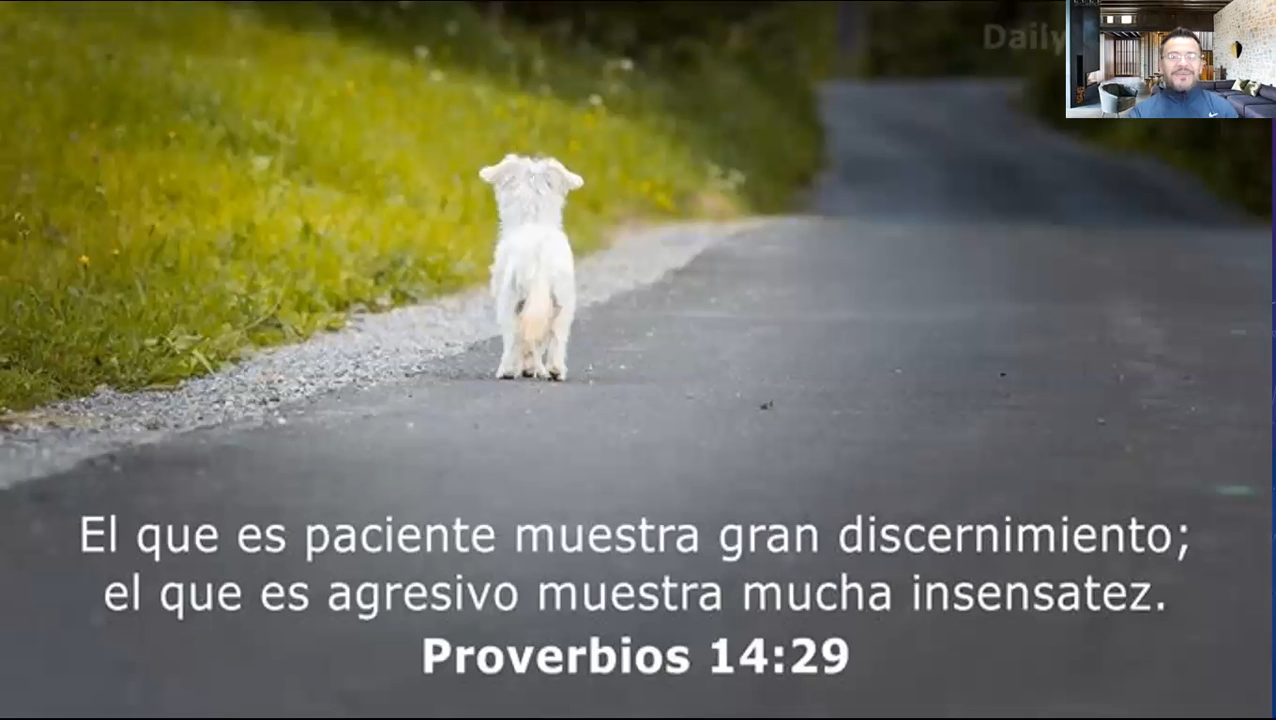 Daily
El que es paciente muestra gran discernimiento;
el que es agresivo muestra mucha insensatez.
Proverbios 14:29